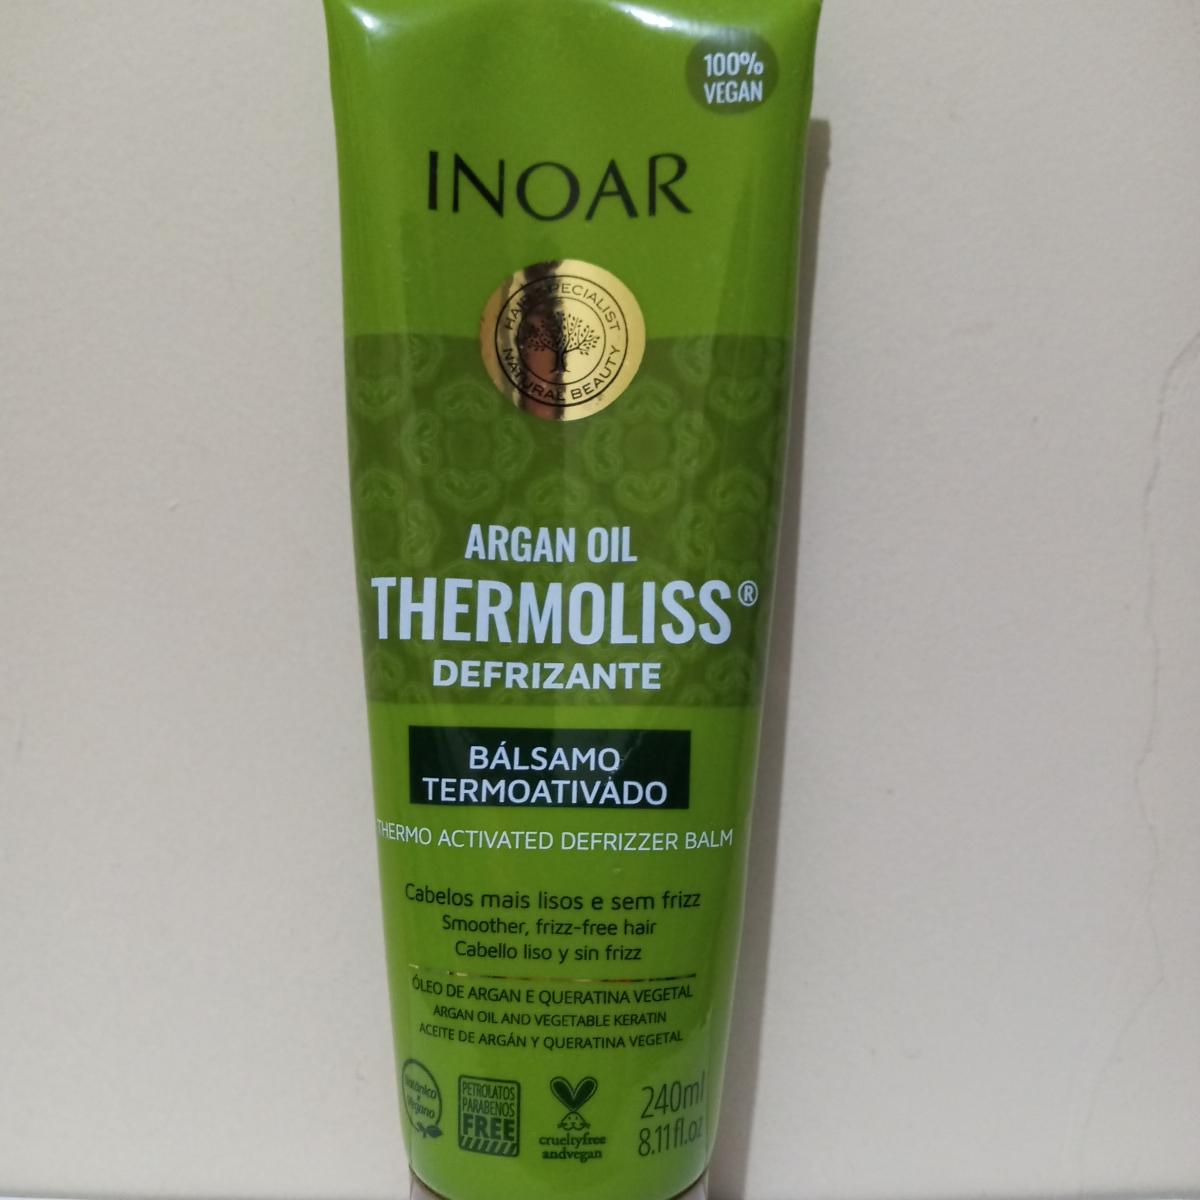 100%
VEGAN
INOAR
HAIR SPECIALIST
NATURAL BEAUTY
ARGAN OIL
THERMOLISS®
DEFRIZANTE
BÁLSAMO
TERMOATIVADO
THERMO ACTIVATED DEFRIZZER BALM
Cabelos mais lisos e sem frizz
Smoother, frizz-free hair
Cabello liso y sin frizz
ÓLEO DE ARGAN E QUERATINA VEGETAL
ARGAN OIL AND VEGETABLE KERATIN
ACEITE DE ARGÁN Y QUERATINA VEGETAL
Botânico
e
Vegano
PETROLATOS
PARABENOS
FREE
crueltyfree
andvegan
240ml
8.11fl.oz